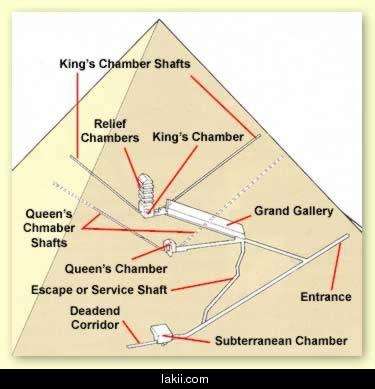 King's Chamber Shafts
Relief
Chambers
King's Chamber
Queen's
Chmaber
Shafts
Grand Gallery
Queen's Chamber
Escape or Service Shaft
Entrance
Deadend
Corridor
Subterranean Chamber
lakii.com